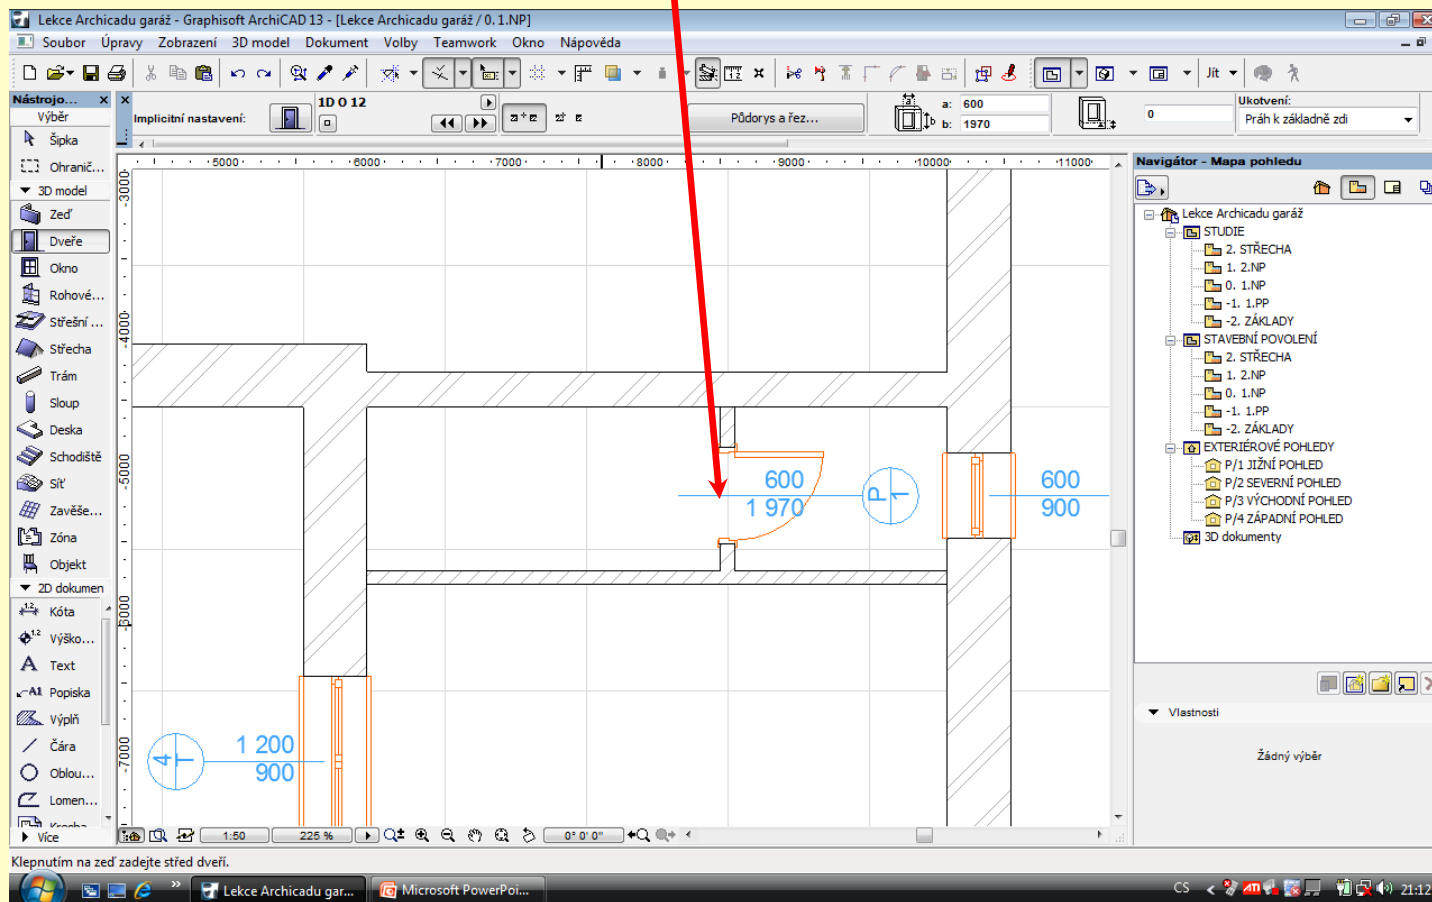 Lekce Archicadu garáž - Graphisoft ArchiCAD 13 - [Lekce Archicadu garáž / 0. 1.NP]
Soubor Úpravy Zobrazení 3D model Dokument Volby Teamwork Okno Nápověda
Jít
Nástrojo...
Výběr
Šipka
Ohranič...
3D model
Zeď
Dveře
Okno
Rohové...
Střešní ...
Střecha
Trám
Sloup
Deska
Schodiště
Síť
Zavěše...
Zóna
Objekt
2D dokumen
Kóta
Výško...
Text
Popiska
Výplň
Čára
Oblou...
Lomen...
Více
Implicitní nastavení:
1D O 12
Půdorys a řez...
a: 600
b: 1970
0
Ukotvení:
Práh k základně zdi
5000 6000 7000 8000 9000 10000 11000
-3000
-4000
-5000
-6000
-7000
600
1 970
P
1
600
900
4
T
1 200
900
1:50
225 %
0° 0' 0"
Navigátor - Mapa pohledu
Lekce Archicadu garáž
STUDIE
2. STŘECHA
1. 2.NP
0. 1.NP
-1. 1.PP
-2. ZÁKLADY
STAVEBNÍ POVOLENÍ
2. STŘECHA
1. 2.NP
0. 1.NP
-1. 1.PP
-2. ZÁKLADY
EXTERIÉROVÉ POHLEDY
P/1 JIŽNÍ POHLED
P/2 SEVERNÍ POHLED
P/3 VÝCHODNÍ POHLED
P/4 ZÁPADNÍ POHLED
3D dokumenty
Vlastnosti
Žádný výběr
Klepnutím na zeď zadejte střed dveří.
Lekce Archicadu gar...
Microsoft PowerPoi...
CS
ATI
21:12